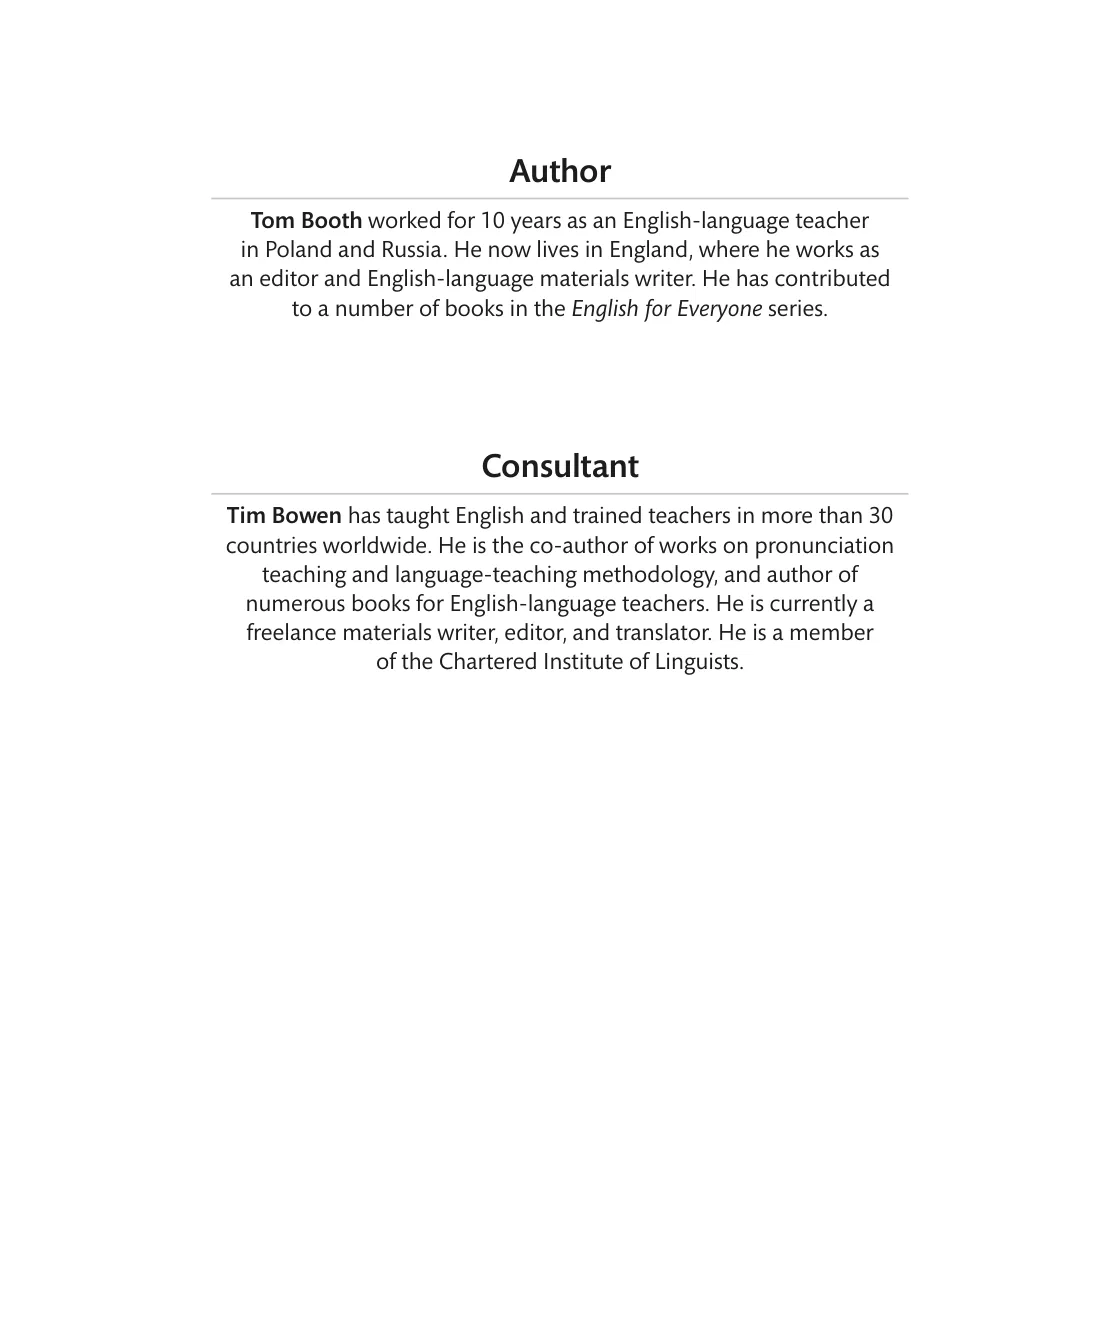 Author
Tom Booth worked for 10 years as an English-language teacher
in Poland and Russia. He now lives in England, where he works as
an editor and English-language materials writer. He has contributed
to a number of books in the English for Everyone series.
Consultant
Tim Bowen has taught English and trained teachers in more than 30
countries worldwide. He is the co-author of works on pronunciation
teaching and language-teaching methodology, and author of
numerous books for English-language teachers. He is currently a
freelance materials writer, editor, and translator. He is a member
of the Chartered Institute of Linguists.